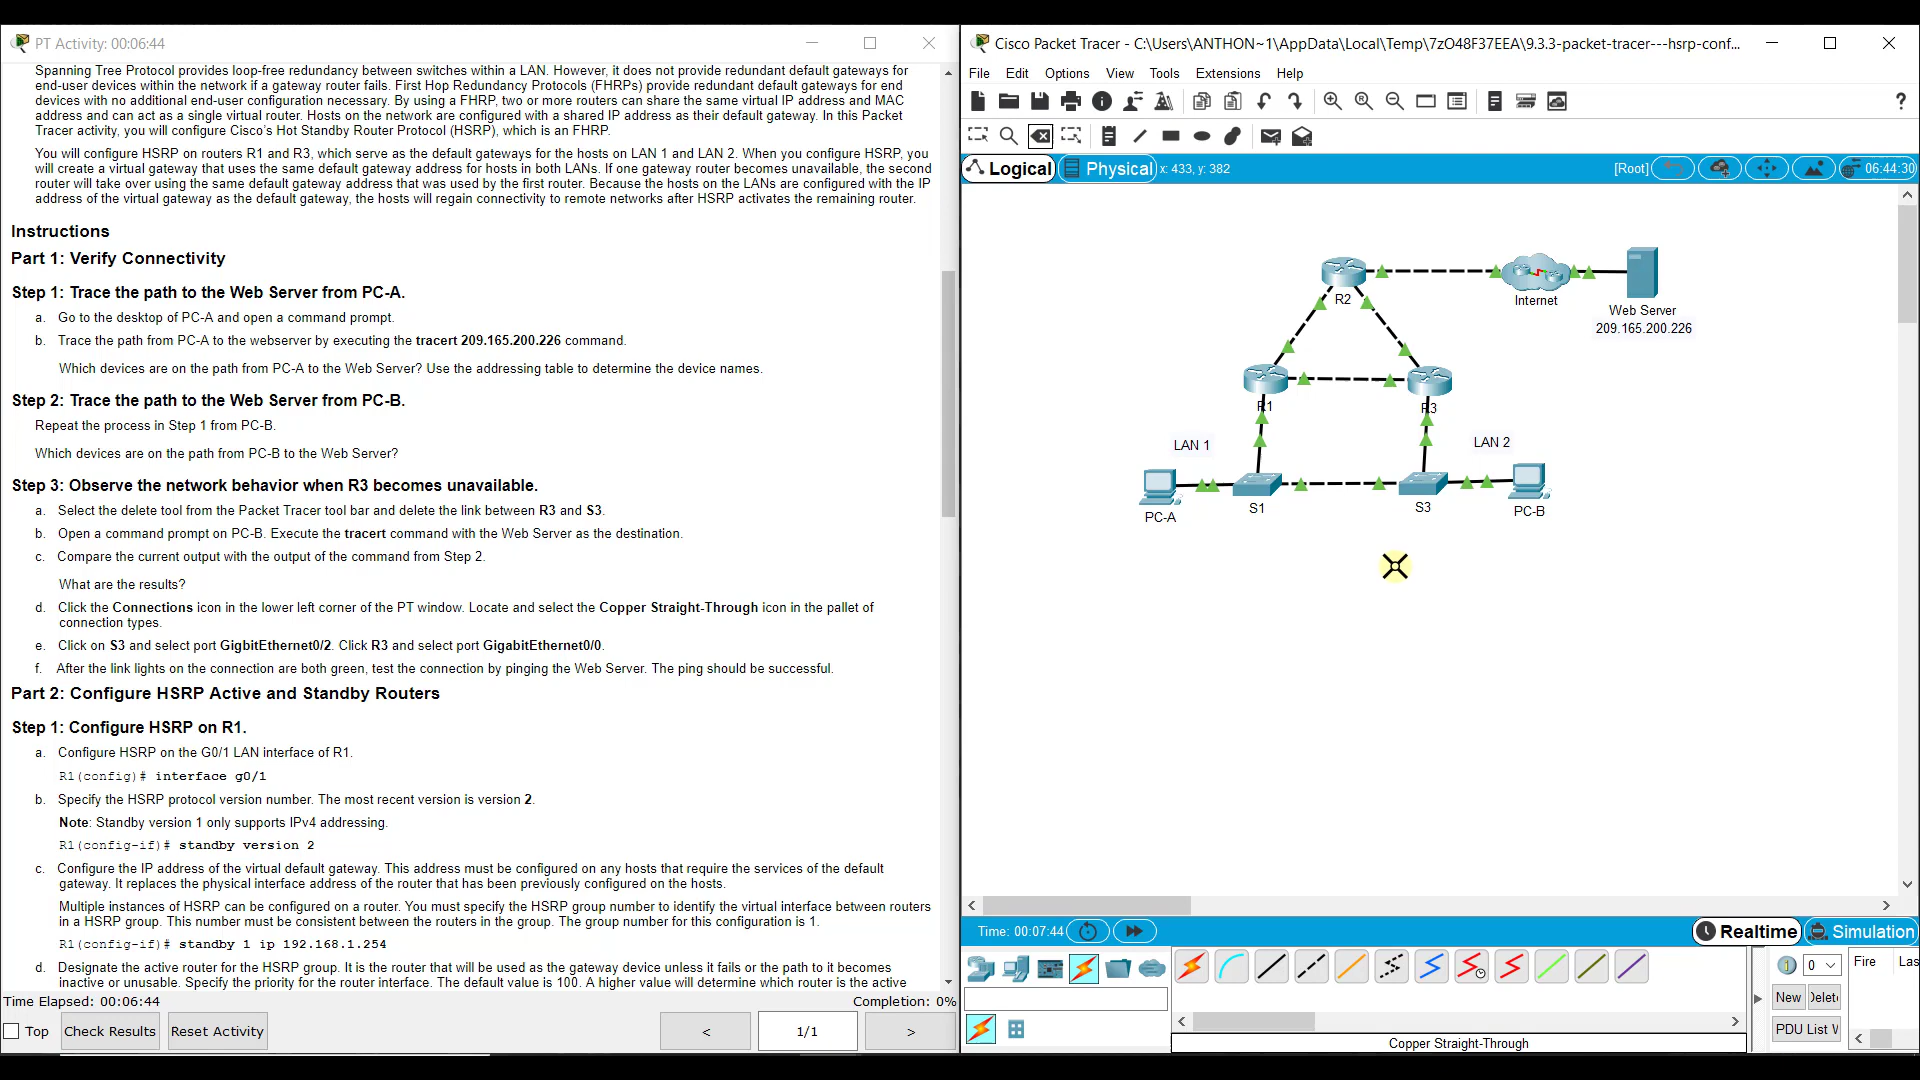 PT Activity: 00:06:44
Spanning Tree Protocol provides loop-free redundancy between switches within a LAN. However, it does not provide redundant default gateways for
end-user devices within the network if a gateway router fails. First Hop Redundancy Protocols (FHRPs) provide redundant default gateways for end
devices with no additional end-user configuration necessary. By using a FHRP, two or more routers can share the same virtual IP address and MAC
address and can act as a single virtual router. Hosts on the network are configured with a shared IP address as their default gateway. In this Packet
Tracer activity, you will configure Cisco's Hot Standby Router Protocol (HSRP), which is an FHRP.
You will configure HSRP on routers R1 and R3, which serve as the default gateways for the hosts on LAN 1 and LAN 2. When you configure HSRP, you
will create a virtual gateway that uses the same default gateway address for hosts in both LANs. If one gateway router becomes unavailable, the second
router will take over using the same default gateway address that was used by the first router. Because the hosts on the LANs are configured with the IP
address of the virtual gateway as the default gateway, the hosts will regain connectivity to remote networks after HSRP activates the remaining router.
Instructions
Part 1: Verify Connectivity
Step 1: Trace the path to the Web Server from PC-A.
a. Go to the desktop of PC-A and open a command prompt.
b. Trace the path from PC-A to the webserver by executing the tracert 209.165.200.226 command.
Which devices are on the path from PC-A to the Web Server? Use the addressing table to determine the device names.
Step 2: Trace the path to the Web Server from PC-B.
Repeat the process in Step 1 from PC-B.
Which devices are on the path from PC-B to the Web Server?
Step 3: Observe the network behavior when R3 becomes unavailable.
a. Select the delete tool from the Packet Tracer tool bar and delete the link between R3 and S3.
b. Open a command prompt on PC-B. Execute the tracert command with the Web Server as the destination.
c. Compare the current output with the output of the command from Step 2.
What are the results?
d. Click the Connections icon in the lower left corner of the PT window. Locate and select the Copper Straight-Through icon in the pallet of
connection types.
e. Click on S3 and select port GigbitEthernet0/2. Click R3 and select port GigabitEthernet0/0.
f. After the link lights on the connection are both green, test the connection by pinging the Web Server. The ping should be successful.
Part 2: Configure HSRP Active and Standby Routers
Step 1: Configure HSRP on R1.
a. Configure HSRP on the G0/1 LAN interface of R1.
R1(config)# interface g0/1
b. Specify the HSRP protocol version number. The most recent version is version 2.
Note: Standby version 1 only supports IPv4 addressing.
R1(config-if)# standby version 2
c. Configure the IP address of the virtual default gateway. This address must be configured on any hosts that require the services of the default
gateway. It replaces the physical interface address of the router that has been previously configured on the hosts.
Multiple instances of HSRP can be configured on a router. You must specify the HSRP group number to identify the virtual interface between routers
in a HSRP group. This number must be consistent between the routers in the group. The group number for this configuration is 1.
R1(config-if)# standby 1 ip 192.168.1.254
d. Designate the active router for the HSRP group. It is the router that will be used as the gateway device unless it fails or the path to it becomes
inactive or unusable. Specify the priority for the router interface. The default value is 100. A higher value will determine which router is the active
Time Elapsed: 00:06:44
Completion: 0%
Top
Check Results
Reset Activity
<
1/1
>
Cisco Packet Tracer - C:\Users\ANTHON~1\AppData\Local\Temp\7zO48F37EEA\9.3.3-packet-tracer---hsrp-conf...
File Edit Options View Tools Extensions Help
?
Logical
Physical
x: 433, y: 382
[Root]
06:44:30
R2
Internet
Web Server
209.165.200.226
R1
R3
LAN 1
LAN 2
PC-A
S1
S3
PC-B
Time: 00:07:44
Realtime
Simulation
0
Fire
Las
New
PDU List
Copper Straight-Through